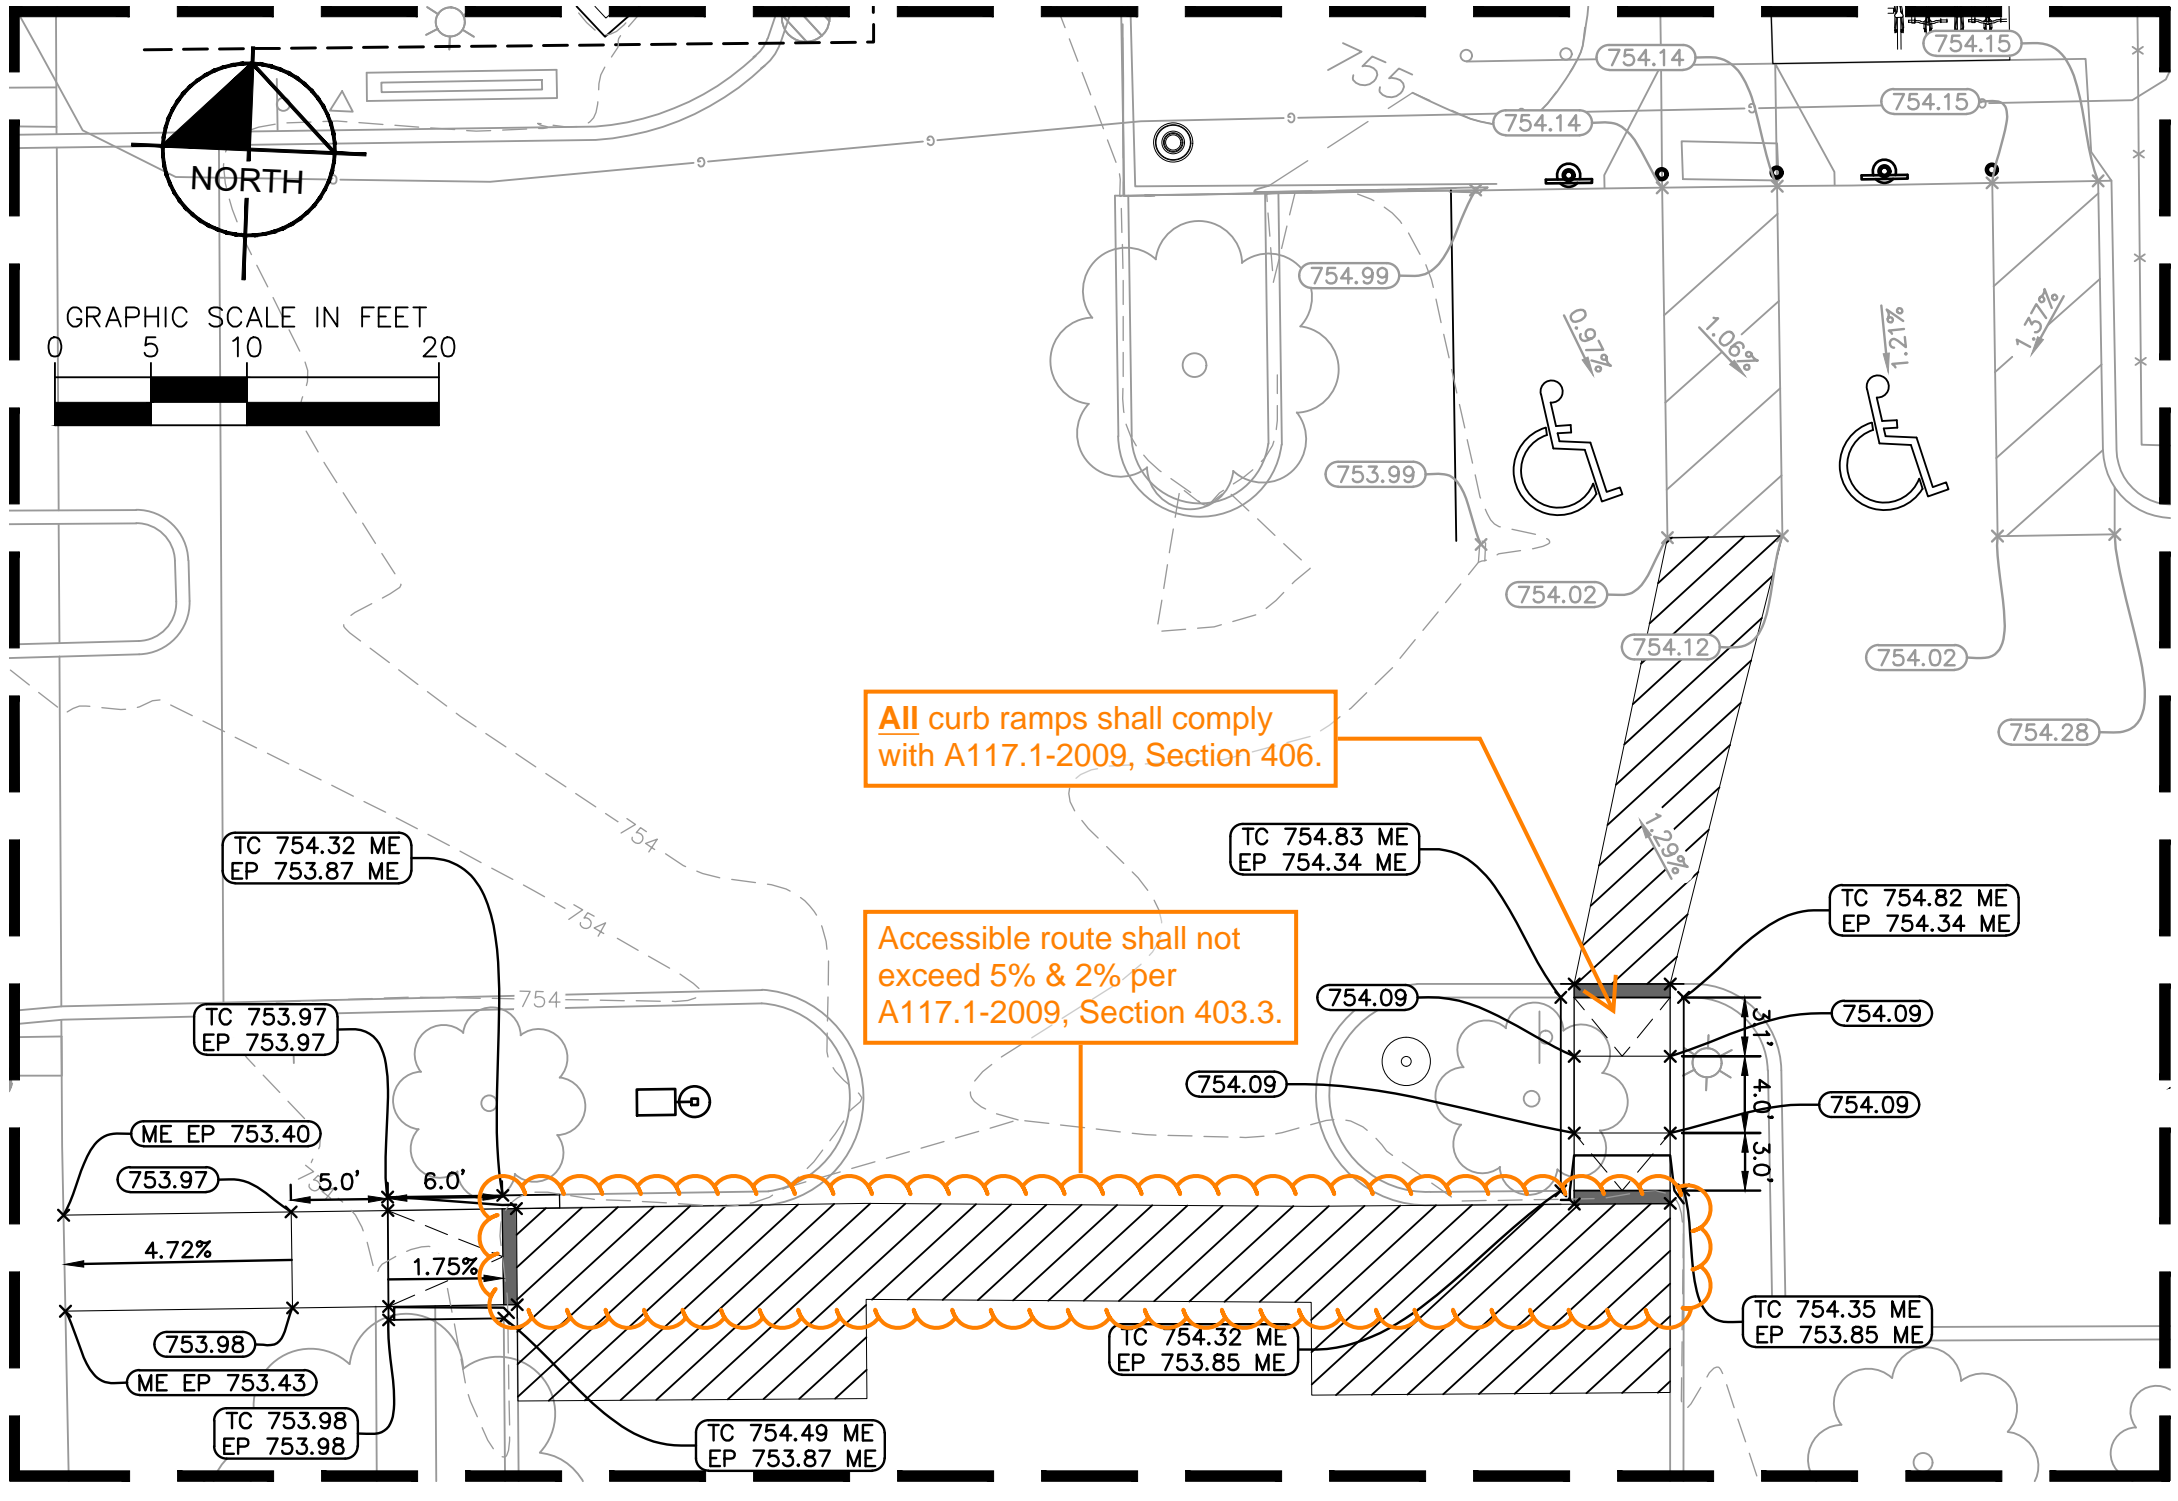 754.15
754.14
755
754.15
754.14
G
G
G
G
G
NORTH
754.99
GRAPHIC SCALE IN FEET
0 5 10 20
0.97%
1.06%
1.21%
1.37%
753.99
754.02
754.12
754.02
754.28
All curb ramps shall comply
with A117.1-2009, Section 406.
754
TC 754.32 ME
EP 753.87 ME
TC 754.83 ME
EP 754.34 ME
1.29%
TC 754.82 ME
EP 754.34 ME
754
Accessible route shall not
exceed 5% & 2% per
A117.1-2009, Section 403.3.
754
TC 753.97
EP 753.97
754.09
754.09
3.1'
754.09
4.0'
754.09
ME EP 753.40
3.0'
753.97
5.0'
6.0'
4.72%
1.75%
TC 754.32 ME
EP 753.85 ME
TC 754.35 ME
EP 753.85 ME
753.98
ME EP 753.43
TC 753.98
EP 753.98
TC 754.49 ME
EP 753.87 ME